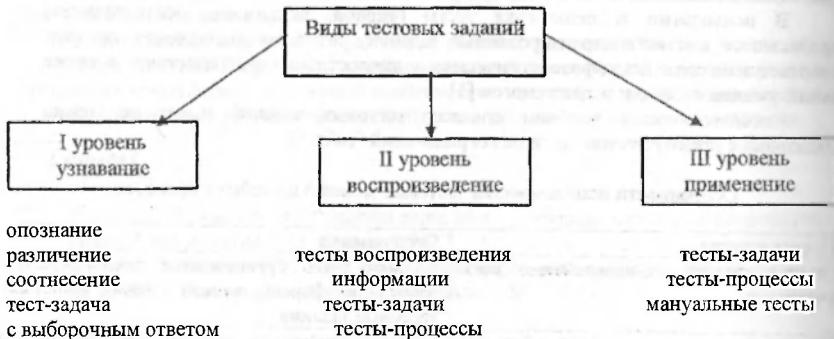 Виды тестовых заданий
I уровень
узнавание
II уровень
воспроизведение
III уровень
применение
опознание
различение
соотнесение
тест-задача
с выборочным ответом
тесты воспроизведения
информации
тесты-задачи
тесты-процессы
тесты-задачи
тесты-процессы
мануальные тесты